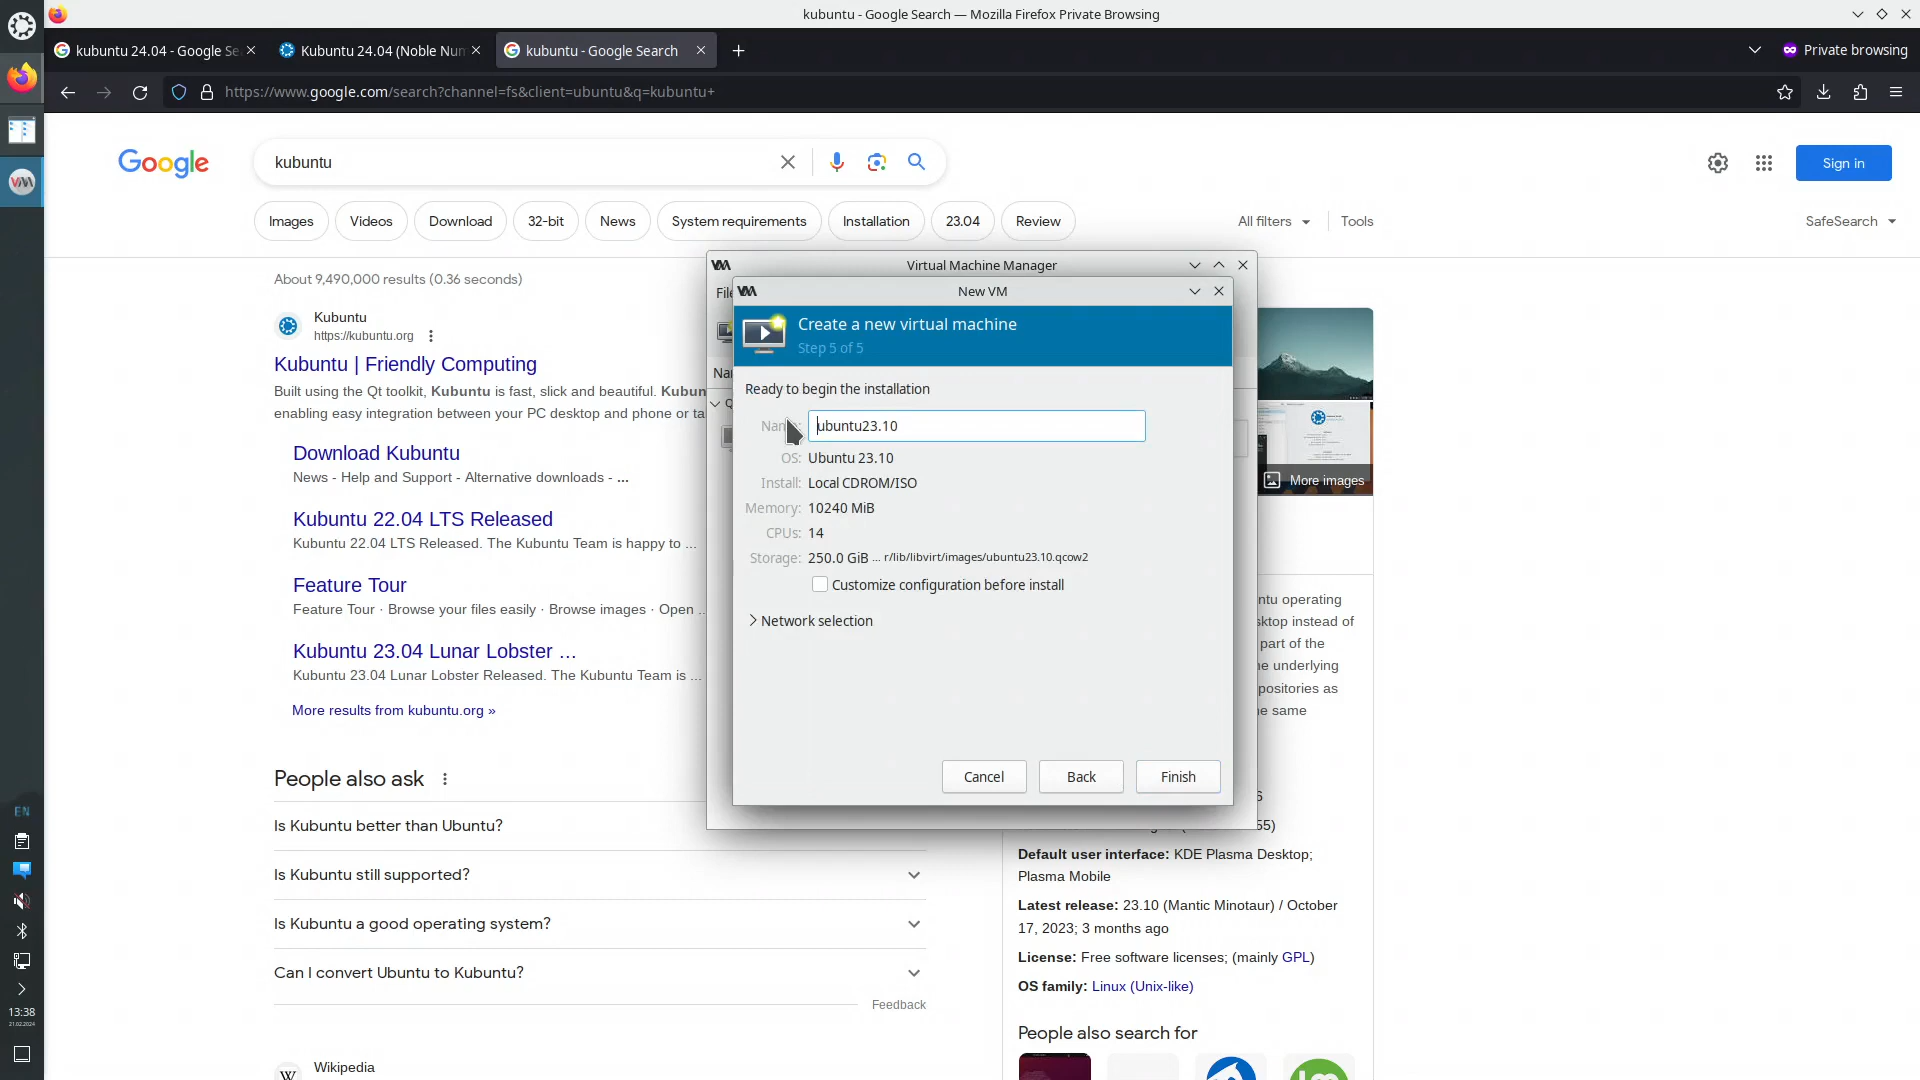 kubuntu - Google Search — Mozilla Firefox Private Browsing
kubuntu 24.04 - Google Se
Kubuntu 24.04 (Noble Num
kubuntu - Google Search
Private browsing
https://www.google.com/search?channel=fs&client=ubuntu&q=kubuntu+
Google
kubuntu
Sign in
Images
Videos
Download
32-bit
News
System requirements
Installation
23.04
Review
All filters
Tools
SafeSearch
About 9,490,000 results (0.36 seconds)
Kubuntu
https://kubuntu.org
Kubuntu | Friendly Computing
Built using the Qt toolkit, Kubuntu is fast, slick and beautiful. Kubun
enabling easy integration between your PC desktop and phone or ta
Download Kubuntu
News - Help and Support - Alternative downloads - ...
Kubuntu 22.04 LTS Released
Kubuntu 22.04 LTS Released. The Kubuntu Team is happy to ...
Feature Tour
Feature Tour · Browse your files easily · Browse images · Open ..
Kubuntu 23.04 Lunar Lobster ...
Kubuntu 23.04 Lunar Lobster Released. The Kubuntu Team is ...
More results from kubuntu.org »
People also ask
Is Kubuntu better than Ubuntu?
Is Kubuntu still supported?
Is Kubuntu a good operating system?
Can I convert Ubuntu to Kubuntu?
Feedback
W
Wikipedia
Virtual Machine Manager
File
Nam
Q
New VM
Create a new virtual machine
Step 5 of 5
Ready to begin the installation
Name:
ubuntu23.10
OS: Ubuntu 23.10
Install: Local CDROM/ISO
Memory: 10240 MiB
CPUs: 14
Storage: 250.0 GiB ... r/lib/libvirt/images/ubuntu23.10.qcow2
Customize configuration before install
Network selection
Cancel
Back
Finish
More images
ntu operating
sktop instead of
part of the
e underlying
positories as
e same
6
55)
Default user interface: KDE Plasma Desktop;
Plasma Mobile
Latest release: 23.10 (Mantic Minotaur) / October
17, 2023; 3 months ago
License: Free software licenses; (mainly GPL)
OS family: Linux (Unix-like)
People also search for
EN
13:38
21.02.2024